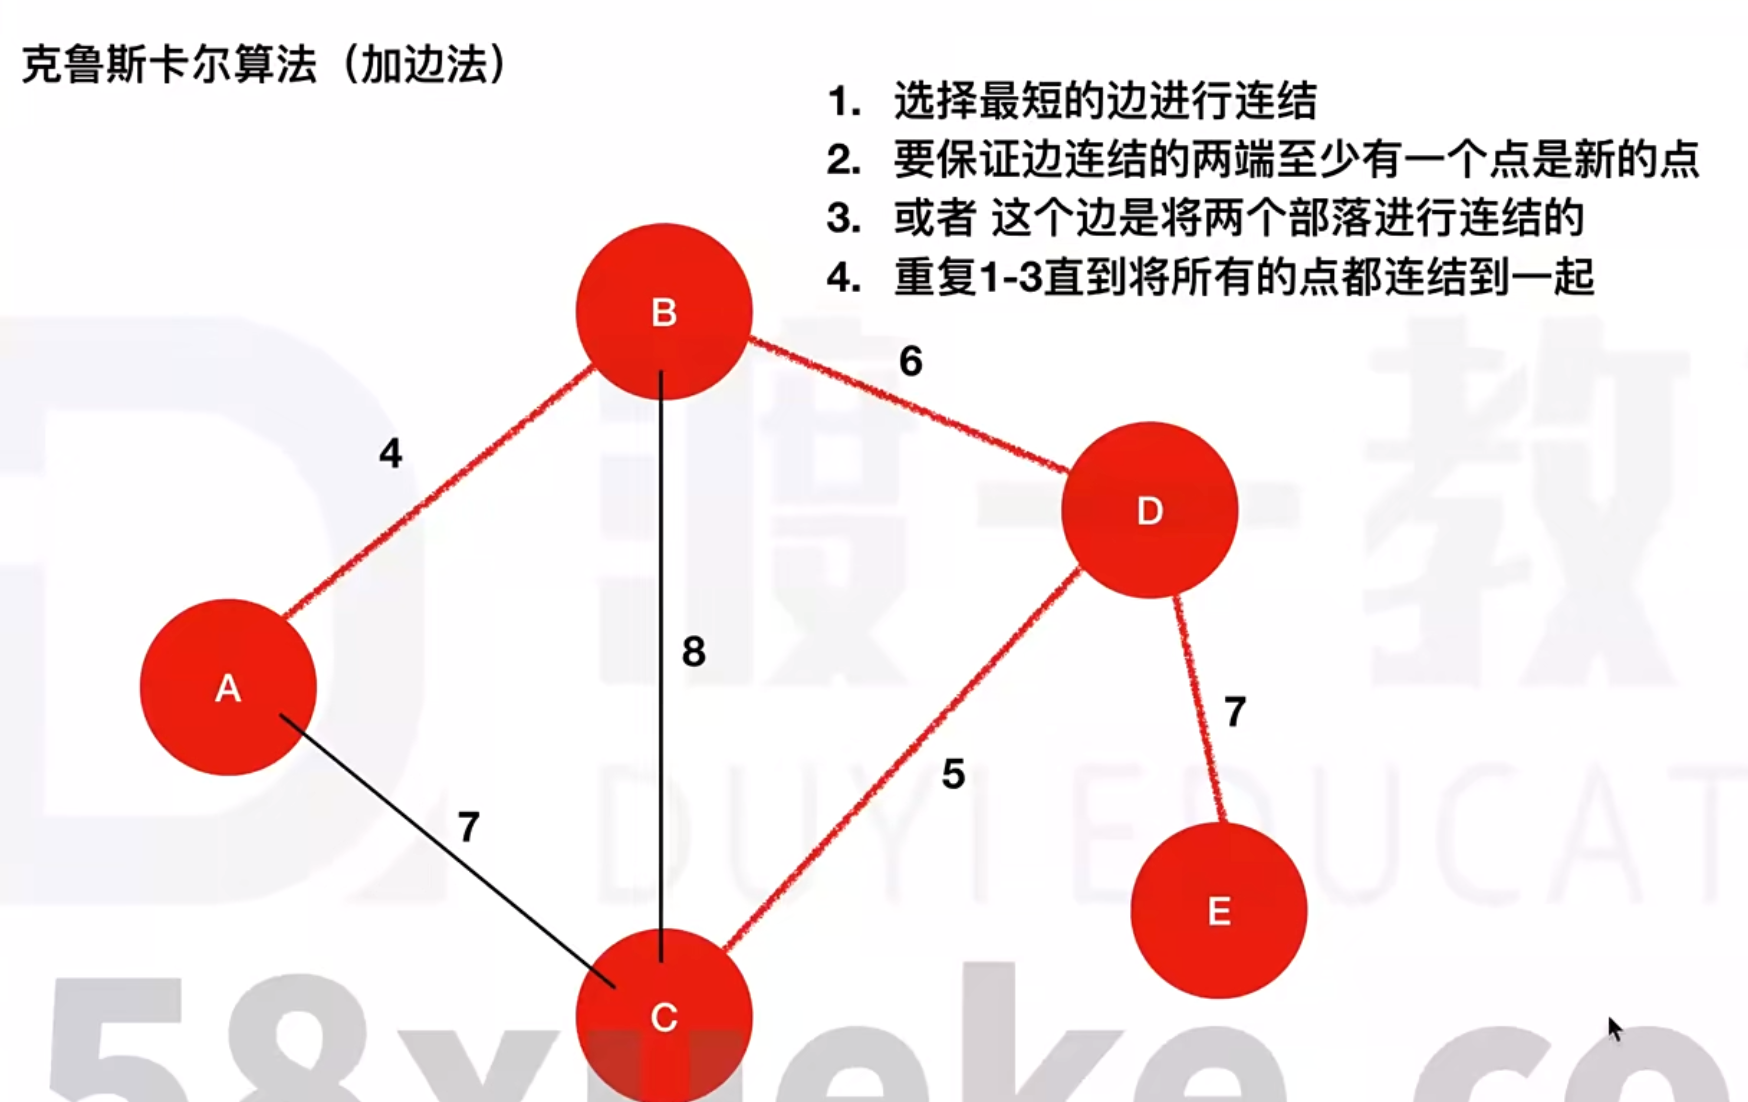 克鲁斯卡尔算法（加边法）
1. 选择最短的边进行连结
2. 要保证边连结的两端至少有一个点是新的点
3. 或者 这个边是将两个部落进行连结的
4. 重复1-3直到将所有的点都连结到一起
B
6
4
D
8
A
7
5
7
E
C
渡一教
DUYI EDUCAT
58xueke.co